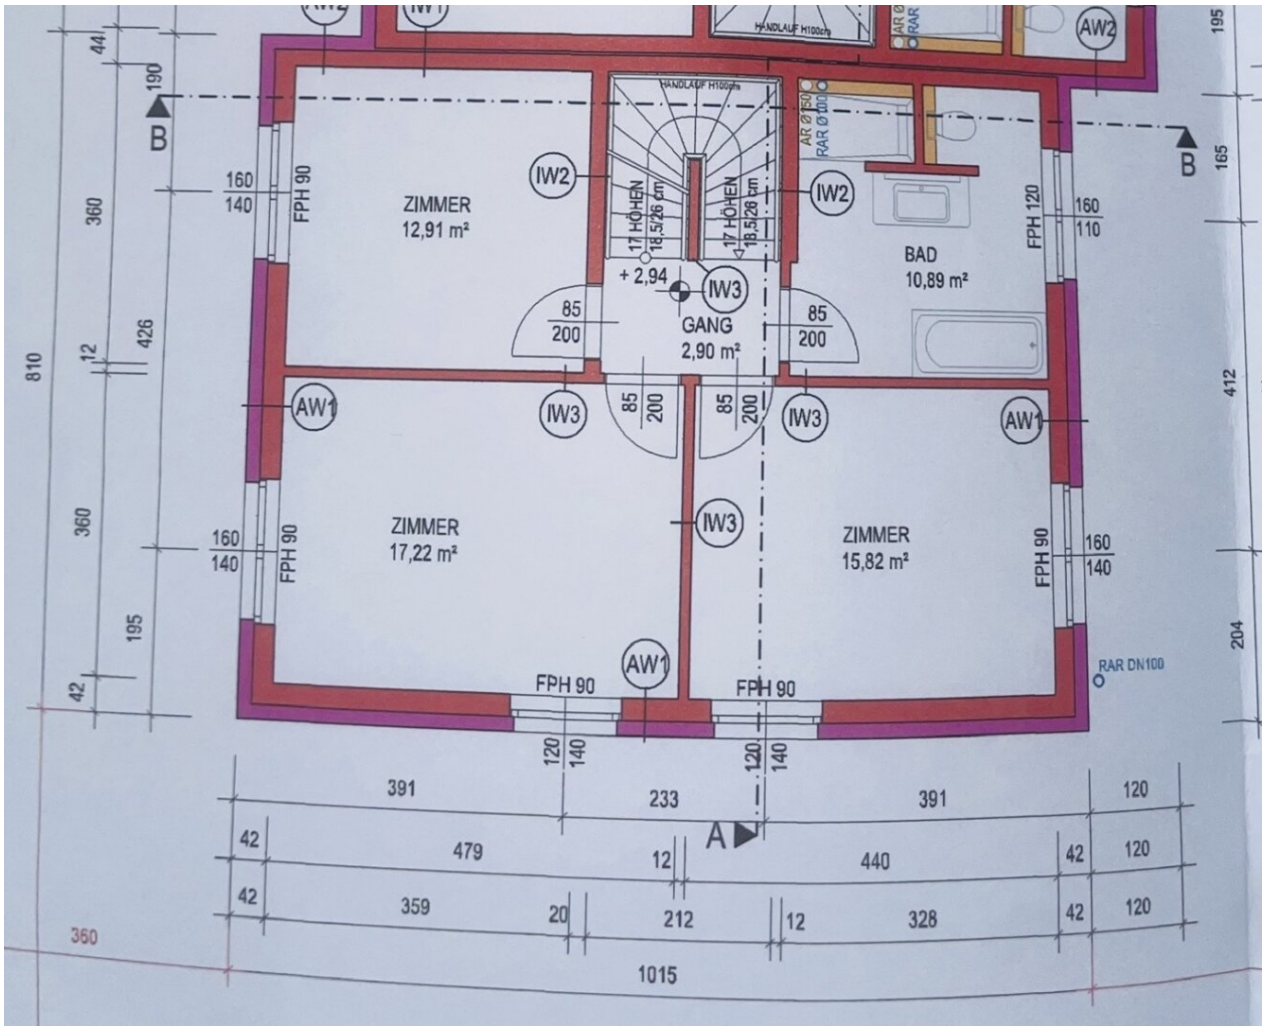 AW2
IW1
HANDLAUF H100cm
AR Ø
RAR
AW2
195
44
190
B
HANDLAUF H100cm
AR Ø150
RAR Ø100
B
165
160
140
FPH 90
ZIMMER
12,91 m²
IW2
17 HÖHEN
18,5/26 cm
17 HÖHEN
18,5/26 cm
IW2
BAD
10,89 m²
FPH 120
160
110
360
+ 2,94
IW3
GANG
2,90 m²
85
200
85
200
426
12
810
85
200
85
200
412
AW1
IW3
IW3
AW1
360
160
140
FPH 90
ZIMMER
17,22 m²
IW3
ZIMMER
15,82 m²
FPH 90
160
140
195
204
42
AW1
RAR DN100
FPH 90
FPH 90
120
140
120
140
391
233
391
120
A
42
479
12
440
42
120
42
359
20
212
12
328
42
120
360
1015